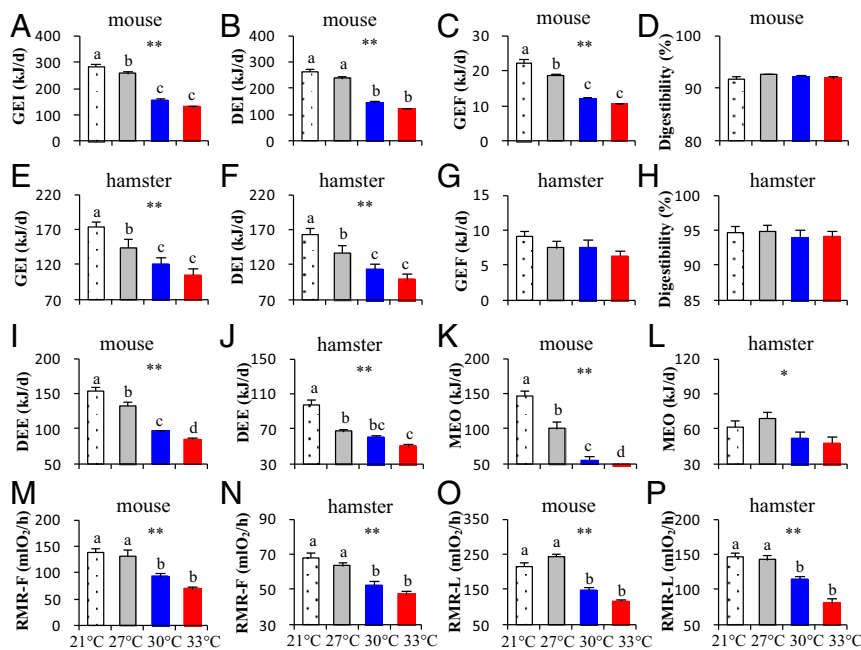 A
mouse
GEI (kJ/d)
400
300
200
100
0
a
b
**
c
c
B
mouse
DEI (kJ/d)
400
300
200
100
0
a
a
**
b
b
C
mouse
GEF (kJ/d)
30
20
10
0
a
b
**
c
c
D
mouse
Digestibility (%)
100
90
80
E
hamster
GEI (kJ/d)
220
170
120
70
a
b
**
c
c
F
hamster
DEI (kJ/d)
220
170
120
70
a
b
**
c
c
G
hamster
GEF (kJ/d)
15
10
5
0
H
hamster
Digestibility (%)
100
95
90
85
I
mouse
DEE (kJ/d)
200
150
100
50
a
b
**
c
d
J
hamster
DEE (kJ/d)
150
110
70
30
a
b
**
bc
c
K
mouse
MEO (kJ/d)
200
150
100
50
a
b
**
c
d
L
hamster
MEO (kJ/d)
120
90
60
30
*
M
mouse
RMR-F (mlO₂/h)
200
150
100
50
0
a
a
**
b
b
21°C 27°C 30°C 33°C
N
hamster
RMR-F (mlO₂/h)
90
70
50
30
a
a
**
b
b
21°C 27°C 30°C 33°C
O
mouse
RMR-L (mlO₂/h)
350
250
150
50
a
a
**
b
b
21°C 27°C 30°C 33°C
P
hamster
RMR-L (mlO₂/h)
200
150
100
50
a
a
**
b
b
21°C 27°C 30°C 33°C